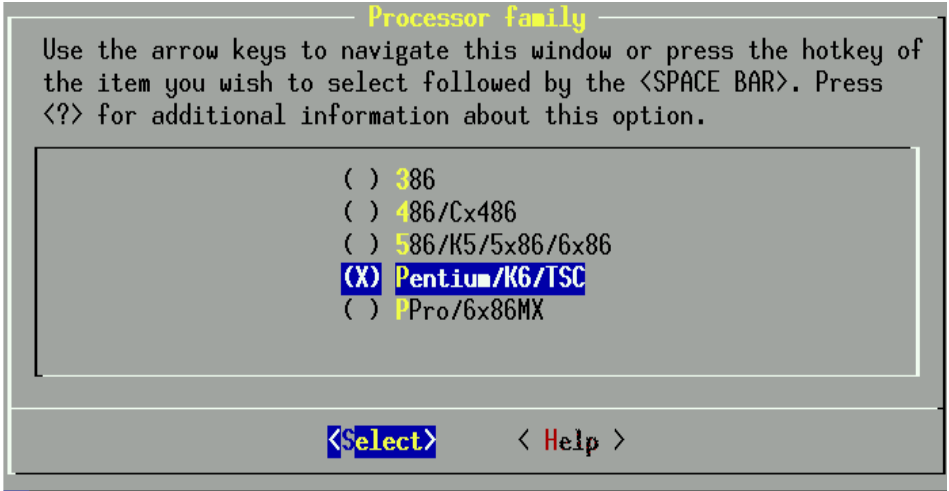 Processor family
Use the arrow keys to navigate this window or press the hotkey of
the item you wish to select followed by the <SPACE BAR>. Press
<?> for additional information about this option.
( ) 386
( ) 486/Cx486
( ) 586/K5/5x86/6x86
(X) Pentium/K6/TSC
( ) PPro/6x86MX
<Select> < Help >